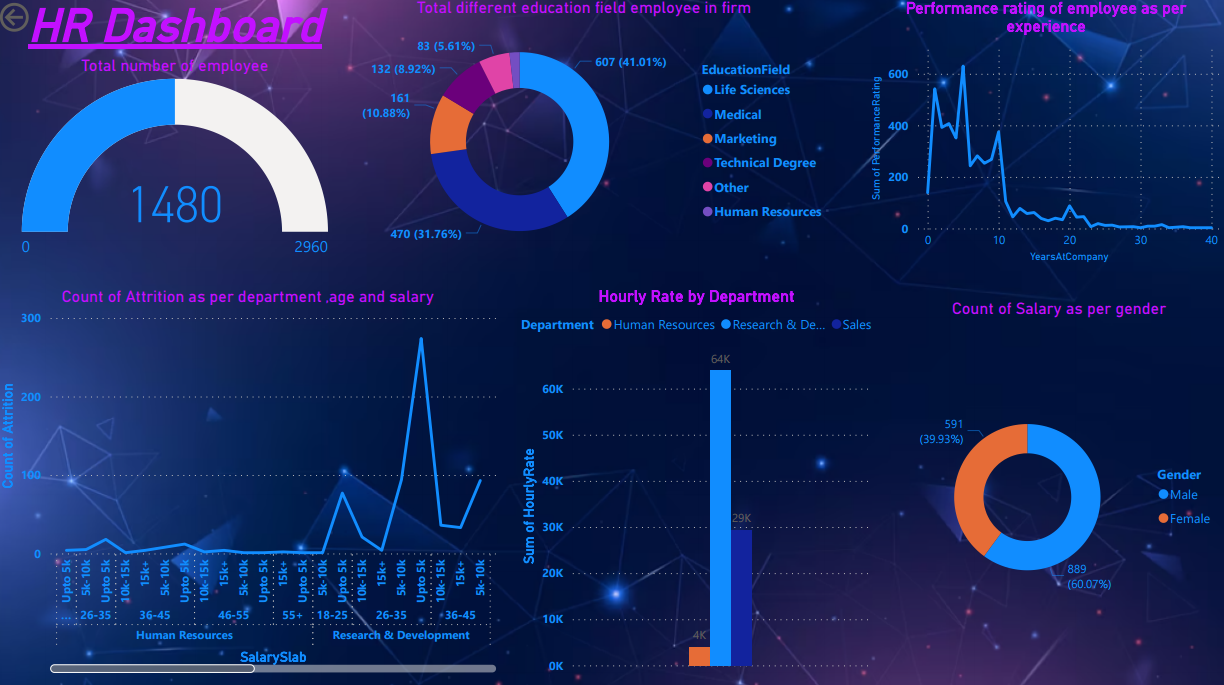 HR Dashboard
Total number of employee
1480
0
2960
Total different education field employee in firm
83 (5.61%)
132 (8.92%)
161
(10.88%)
607 (41.01%)
470 (31.76%)
EducationField
Life Sciences
Medical
Marketing
Technical Degree
Other
Human Resources
Performance rating of employee as per
experience
Sum of PerformanceRating
600
400
200
0
0 10 20 30 40
YearsAtCompany
Count of Attrition as per department ,age and salary
Count of Attrition
300
200
100
0
Upto 5k 5k-10k Upto 5k 10k-15k 15k+ 5k-10k Upto 5k 10k-15k 15k+ 5k-10k Upto 5k 15k+ Upto 5k 5k-10k Upto 5k 10k-15k 15k+ 5k-10k Upto 5k 10k-15k 15k+ 5k-10k
... 26-35 36-45 46-55 55+ 18-25 26-35 36-45
Human Resources Research & Development
SalarySlab
Hourly Rate by Department
Department Human Resources Research & De... Sales
Sum of HourlyRate
60K
50K
40K
30K
20K
10K
0K
64K
29K
4K
Count of Salary as per gender
591
(39.93%)
889
(60.07%)
Gender
Male
Female